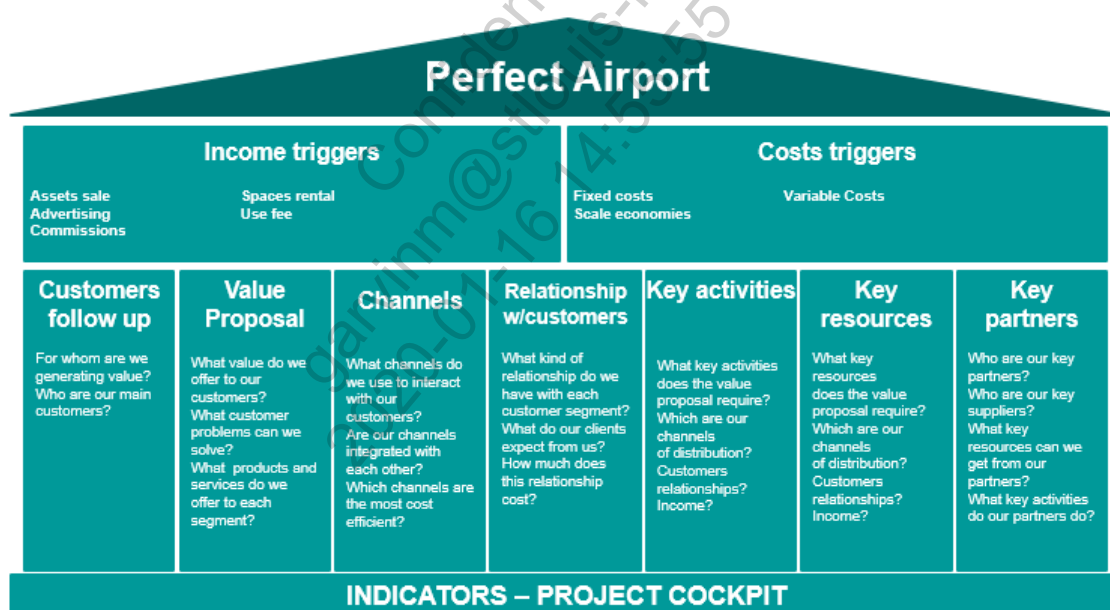 Perfect Airport
Income triggers
Assets sale
Advertising
Commissions
Spaces rental
Use fee
Costs triggers
Fixed costs
Scale economies
Variable Costs
Customers
follow up
For whom are we
generating value?
Who are our main
customers?
Value
Proposal
What value do we
offer to our
customers?
What customer
problems can we
solve?
What products and
services do we
offer to each
segment?
Channels
What channels do
we use to interact
with our
customers?
Are our channels
integrated with
each other?
Which channels are
the most cost
efficient?
Relationship
w/customers
What kind of
relationship do we
have with each
customer segment?
What do our clients
expect from us?
How much does
this relationship
cost?
Key activities
What key activities
does the value
proposal require?
Which are our
channels
of distribution?
Customers
relationships?
Income?
Key
resources
What key
resources
does the value
proposal require?
Which are our
channels
of distribution?
Customers
relationships?
Income?
Key
partners
Who are our key
partners?
Who are our key
suppliers?
What key
resources can we
get from our
partners?
What key activities
do our partners do?
INDICATORS – PROJECT COCKPIT
2020-01-16 14:55:55